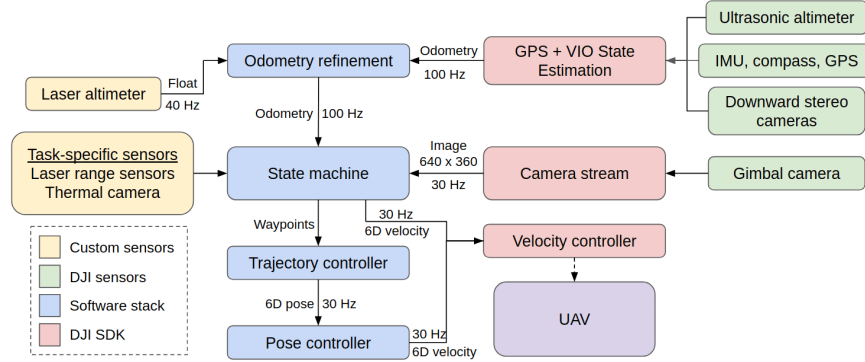 Ultrasonic altimeter
Odometry refinement
Odometry
100 Hz
GPS + VIO State
Estimation
IMU, compass, GPS
Laser altimeter
Float
40 Hz
Downward stereo
cameras
Odometry
100 Hz
Task-specific sensors
Laser range sensors
Thermal camera
State machine
Image
640 x 360
30 Hz
Camera stream
Gimbal camera
Waypoints
30 Hz
6D velocity
Velocity controller
Custom sensors
DJI sensors
Software stack
DJI SDK
Trajectory controller
6D pose
30 Hz
UAV
Pose controller
30 Hz
6D velocity